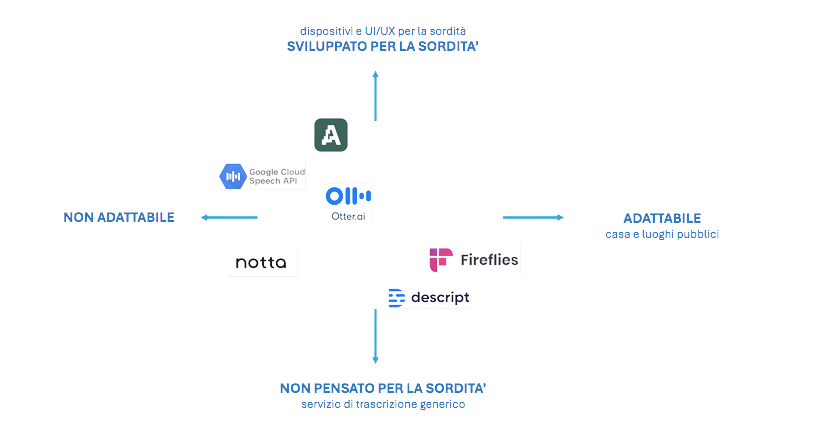 dispositivi e UI/UX per la sordità
SVILUPPATO PER LA SORDITA’
A
Google Cloud
Speech API
Otter.ai
NON ADATTABILE
ADATTABILE
casa e luoghi pubblici
notta
Fireflies
descript
NON PENSATO PER LA SORDITA’
servizio di trascrizione generico